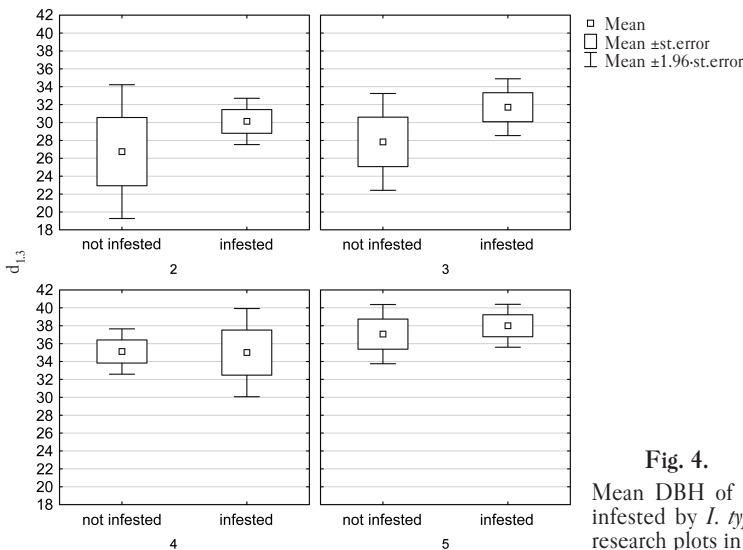 42
40
38
36
34
32
30
28
26
24
22
20
18
not infested infested not infested infested
2 3
Mean
Mean ±st.error
Mean ±1.96·st.error
d1.3
42
40
38
36
34
32
30
28
26
24
22
20
18
not infested infested not infested infested
4 5
Fig. 4.
Mean DBH of
infested by I.
research plots in